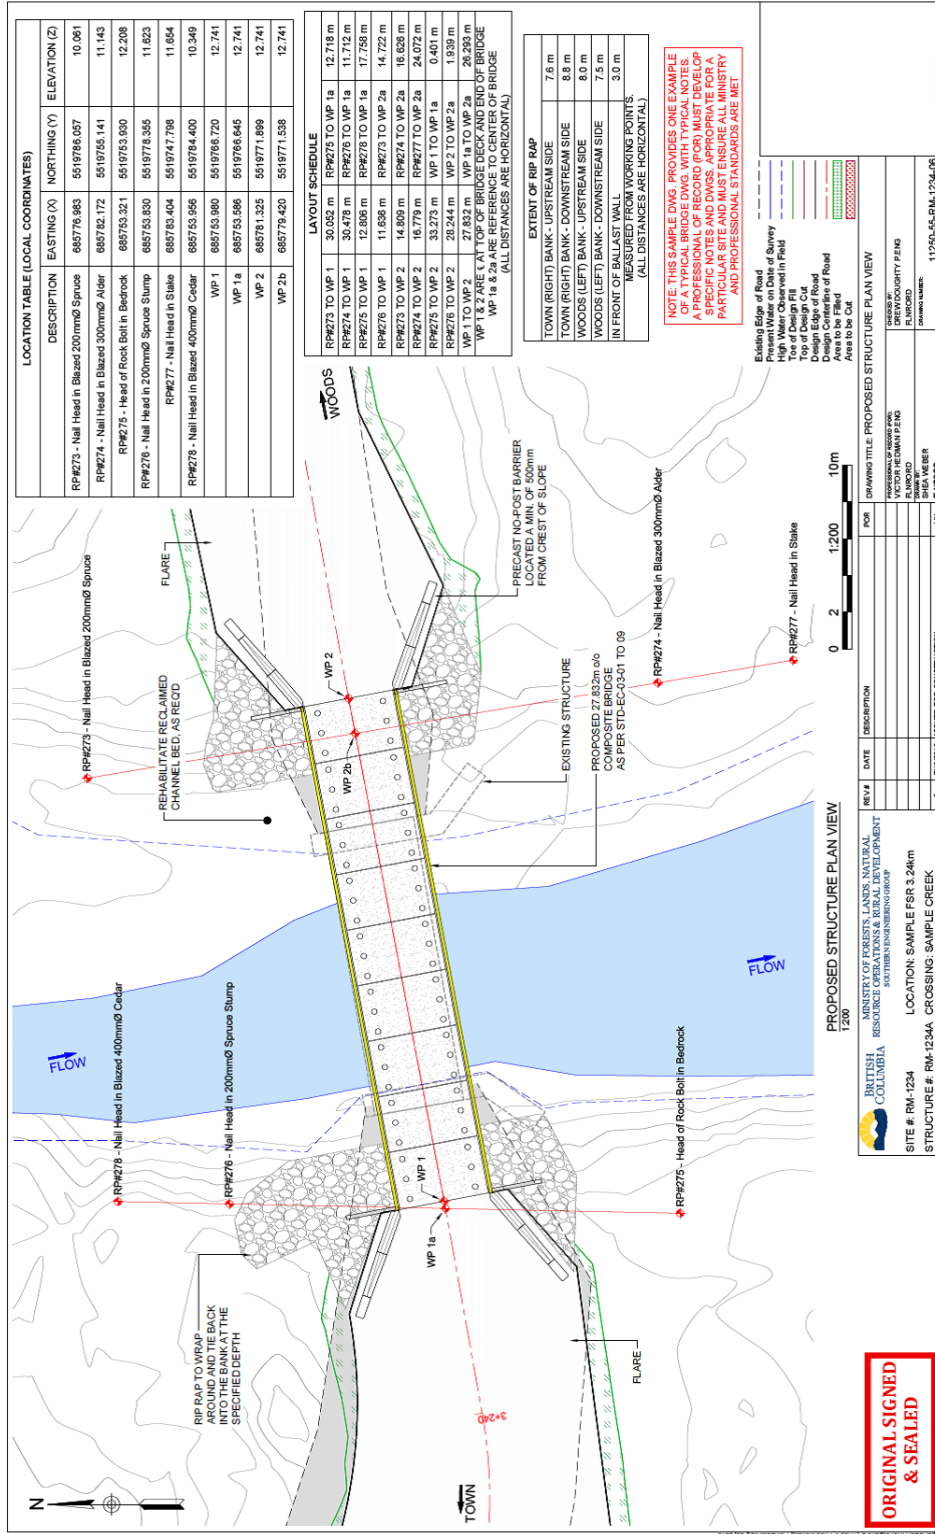 LOCATION TABLE (LOCAL COORDINATES)
DESCRIPTION EASTING (X) NORTHING (Y) ELEVATION (Z)
RP#273 - Nail Head in Blazed 200mmØ Spruce 685776.983 5519786.057 10.061
RP#274 - Nail Head in Blazed 300mmØ Alder 685782.172 5519755.141 11.143
RP#275 - Head of Rock Bolt in Bedrock 685753.321 5519753.930 12.208
RP#276 - Nail Head in 200mmØ Spruce Stump 685753.830 5519778.355 11.623
RP#277 - Nail Head in Stake 685783.404 5519747.798 11.654
RP#278 - Nail Head in Blazed 400mmØ Cedar 685753.956 5519784.400 10.349
WP 1 685753.980 5519766.720 12.741
WP 1a 685753.586 5519766.645 12.741
WP 2 685781.325 5519771.899 12.741
WP 2b 685779.420 5519771.538 12.741
LAYOUT SCHEDULE
RP#273 TO WP 1 30.052 m RP#275 TO WP 1a 12.718 m
RP#274 TO WP 1 30.478 m RP#276 TO WP 1a 11.712 m
RP#275 TO WP 1 12.806 m RP#278 TO WP 1a 17.758 m
RP#276 TO WP 1 11.636 m RP#273 TO WP 2a 14.722 m
RP#273 TO WP 2 14.809 m RP#274 TO WP 2a 16.626 m
RP#274 TO WP 2 16.779 m RP#277 TO WP 2a 24.072 m
RP#275 TO WP 2 33.273 m WP 1 TO WP 1a 0.401 m
RP#276 TO WP 2 28.244 m WP 2 TO WP 2a 1.939 m
WP 1 TO WP 2 27.832 m WP 1a TO WP 2a 26.293 m
WP 1 & 2 ARE ℄ AT TOP OF BRIDGE DECK AND END OF BRIDGE
WP 1a & 2a ARE REFERENCE TO CENTER OF BRIDGE
(ALL DISTANCES ARE HORIZONTAL)
EXTENT OF RIP RAP
TOWN (RIGHT) BANK - UPSTREAM SIDE 7.6 m
TOWN (RIGHT) BANK - DOWNSTREAM SIDE 8.8 m
WOODS (LEFT) BANK - UPSTREAM SIDE 8.0 m
WOODS (LEFT) BANK - DOWNSTREAM SIDE 7.5 m
IN FRONT OF BALLAST WALL 3.0 m
MEASURED FROM WORKING POINTS.
(ALL DISTANCES ARE HORIZONTAL)
NOTE: THIS SAMPLE DWG. PROVIDES ONE EXAMPLE
OF A TYPICAL BRIDGE DWG. WITH TYPICAL NOTES.
A PROFESSIONAL OF RECORD (POR) MUST DEVELOP
SPECIFIC NOTES AND DWGS. APPROPRIATE FOR A
PARTICULAR SITE AND MUST ENSURE ALL MINISTRY
AND PROFESSIONAL STANDARDS ARE MET
Existing Edge of Road
Present Water on Date of Survey
High Water Observed in Field
Toe of Design Fill
Top of Design Cut
Design Edge of Road
Design Centerline of Road
Area to be Filled
Area to be Cut
N
RIP RAP TO WRAP
AROUND AND TIE BACK
INTO THE BANK AT THE
SPECIFIED DEPTH
RP#278 - Nail Head in Blazed 400mmØ Cedar
RP#276 - Nail Head in 200mmØ Spruce Stump
FLOW
REHABILITATE RECLAIMED
CHANNEL BED, AS REQ'D
RP#273 - Nail Head in Blazed 200mmØ Spruce
FLARE
WOODS
WP 2
WP 2b
WP 1
WP 1a
TOWN
3+240
FLARE
RP#275 - Head of Rock Bolt in Bedrock
FLOW
PRECAST NO-POST BARRIER
LOCATED A MIN. OF 500mm
FROM CREST OF SLOPE
EXISTING STRUCTURE
PROPOSED 27.832m o/o
COMPOSITE BRIDGE
AS PER STD-EC-03-01 TO 09
RP#274 - Nail Head in Blazed 300mmØ Alder
RP#277 - Nail Head in Stake
0 2 1:200 10m
PROPOSED STRUCTURE PLAN VIEW
1:200
ORIGINAL SIGNED
& SEALED
BRITISH
COLUMBIA
MINISTRY OF FORESTS, LANDS, NATURAL
RESOURCE OPERATIONS & RURAL DEVELOPMENT
SOUTHERN ENGINEERING GROUP
SITE #: RM-1234 LOCATION: SAMPLE FSR 3.24km
STRUCTURE #: RM-1234A CROSSING: SAMPLE CREEK
REV # DATE DESCRIPTION POR
DRAWING TITLE: PROPOSED STRUCTURE PLAN VIEW
PROFESSIONAL OF RECORD (POR):
VICTOR HEDMAN P.ENG
FLNRORD
DRAWN BY:
SHEA WEBER
CHECKED BY:
DREW DOUGHTY P.ENG
FLNRORD
DRAWING NUMBER:
11250-55-RM-1234-06